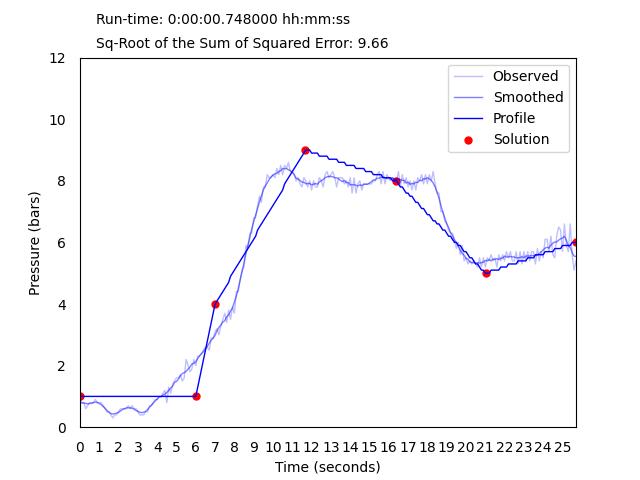 Run-time: 0:00:00.748000 hh:mm:ss
Sq-Root of the Sum of Squared Error: 9.66
12
10
8
6
4
2
0
Pressure (bars)
Observed
Smoothed
Profile
Solution
0 1 2 3 4 5 6 7 8 9 10 11 12 13 14 15 16 17 18 19 20 21 22 23 24 25
Time (seconds)